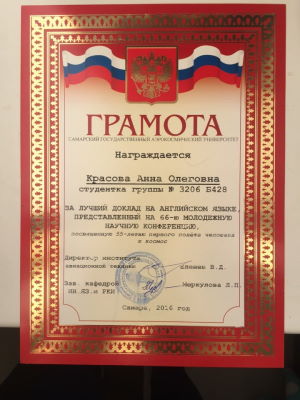 ГРАМОТА
САМАРСКИЙ ГОСУДАРСТВЕННЫЙ АЭРОКОСМИЧЕСКИЙ УНИВЕРСИТЕТ
Награждается
Красова Анна Олеговна
студентка группы № 3206 Б428
ЗА ЛУЧШИЙ ДОКЛАД НА АНГЛИЙСКОМ ЯЗЫКЕ,
ПРЕДСТАВЛЕННЫЙ НА 66-ю МОЛОДЕЖНУЮ
НАУЧНУЮ КОНФЕРЕНЦИЮ,
посвященную 55-летию первого полета человека
в космос
Директор института
авиационной техники В.Д.
Зав. кафедрой Меркулова Л.П.
ИН.ЯЗ.и РКИ
Самара, 2016 год